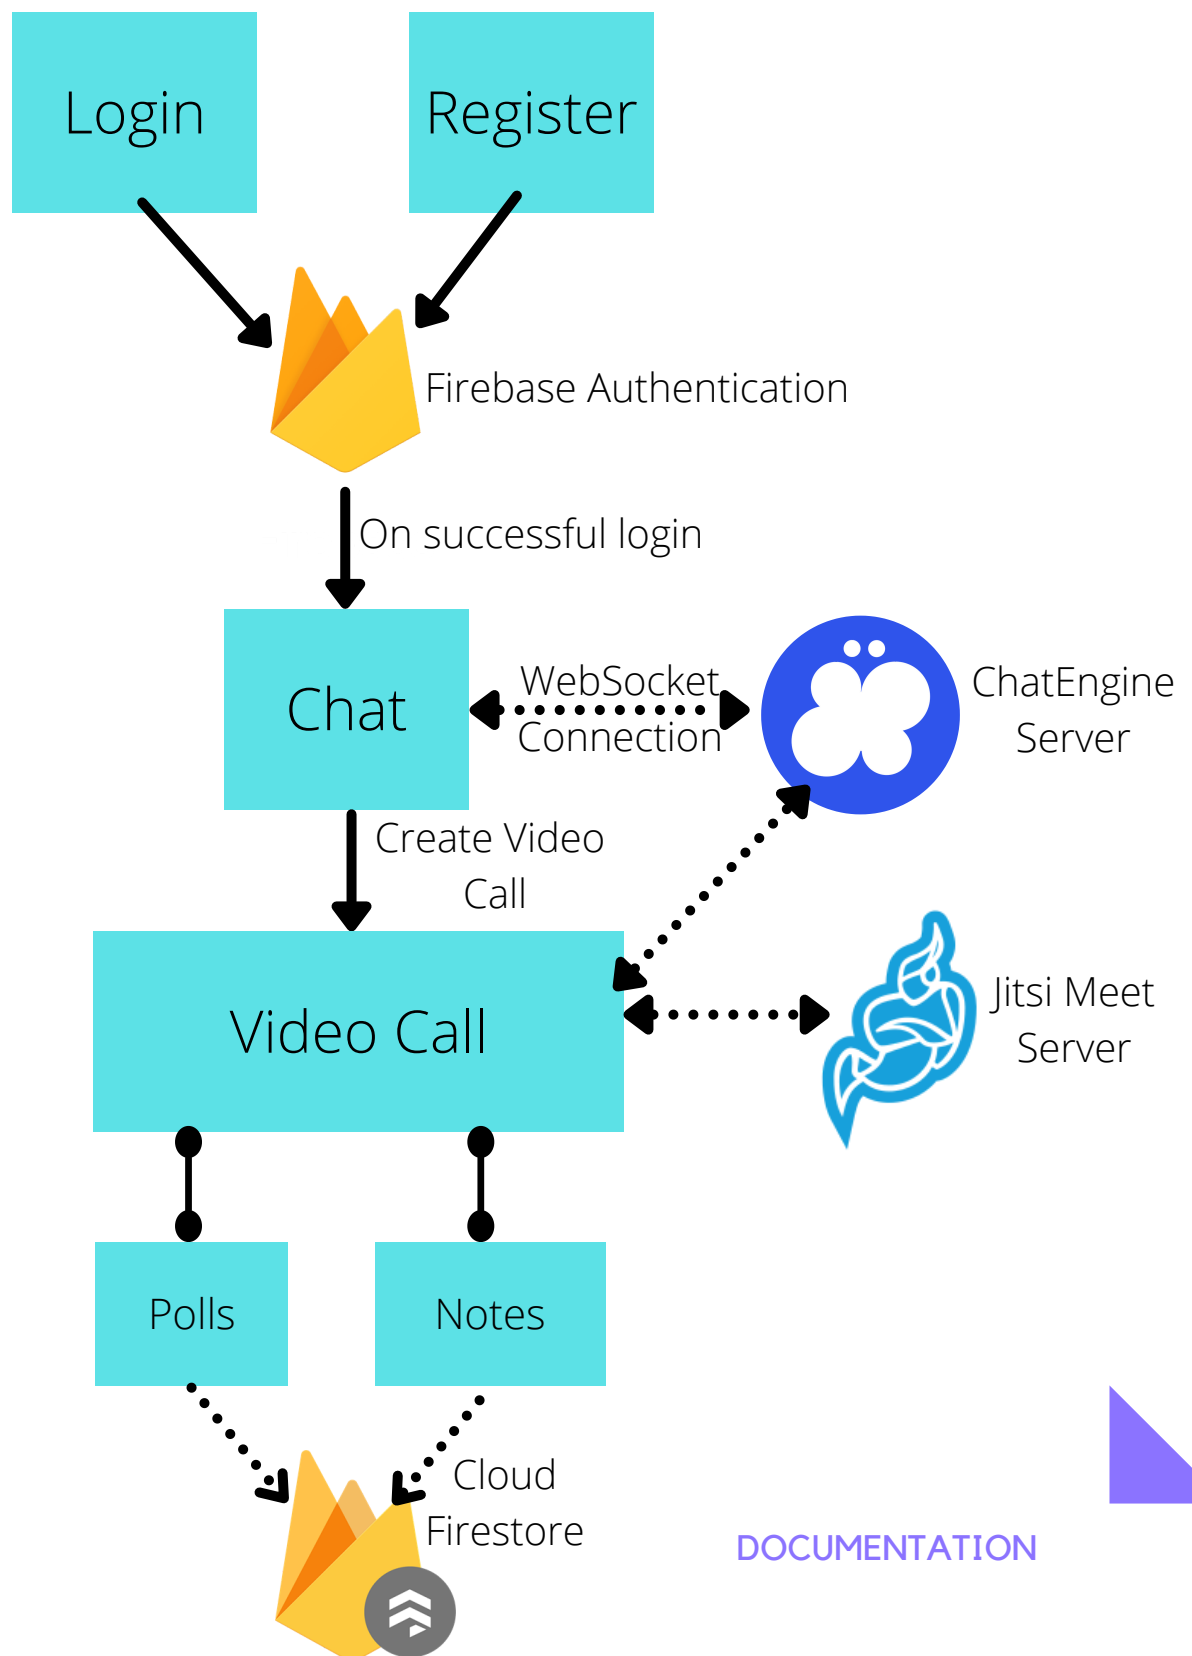 Login
Register
Firebase Authentication
On successful login
Chat
WebSocket
Connection
ChatEngine
Server
Create Video
Call
Video Call
Jitsi Meet
Server
Polls
Notes
Cloud
Firestore
DOCUMENTATION